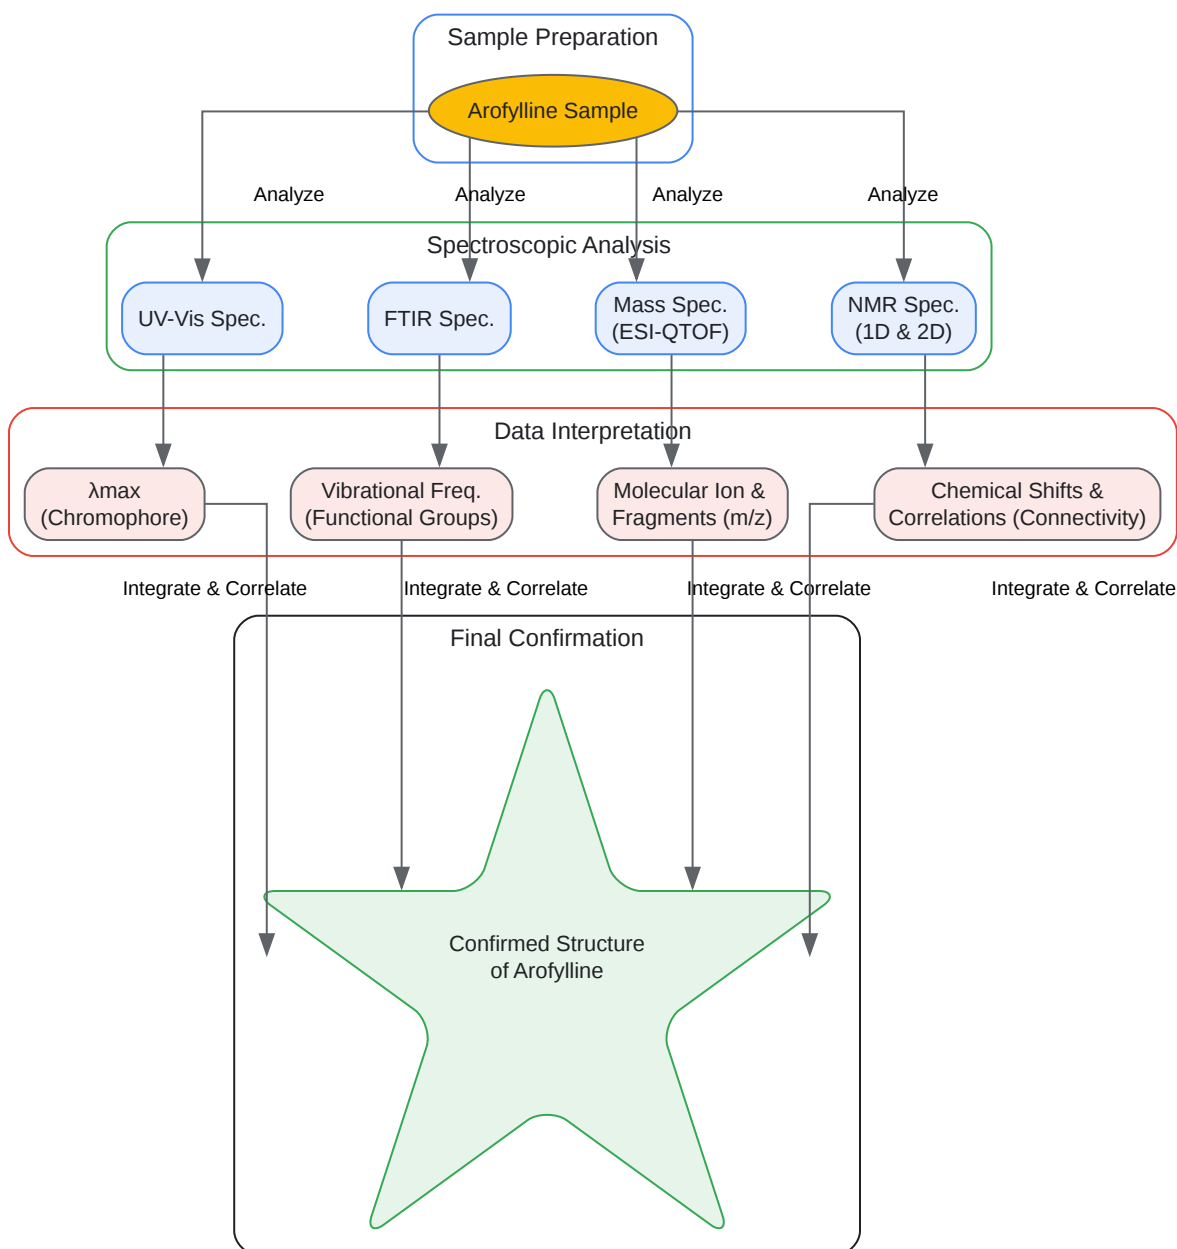 Sample Preparation
Arofylline Sample
Analyze
Analyze
Analyze
Analyze
Spectroscopic Analysis
UV-Vis Spec.
FTIR Spec.
Mass Spec.
(ESI-QTOF)
NMR Spec.
(1D & 2D)
Data Interpretation
λmax
(Chromophore)
Vibrational Freq.
(Functional Groups)
Molecular Ion &
Fragments (m/z)
Chemical Shifts &
Correlations (Connectivity)
Integrate & Correlate
Integrate & Correlate
Integrate & Correlate
Integrate & Correlate
Final Confirmation
Confirmed Structure
of Arofylline